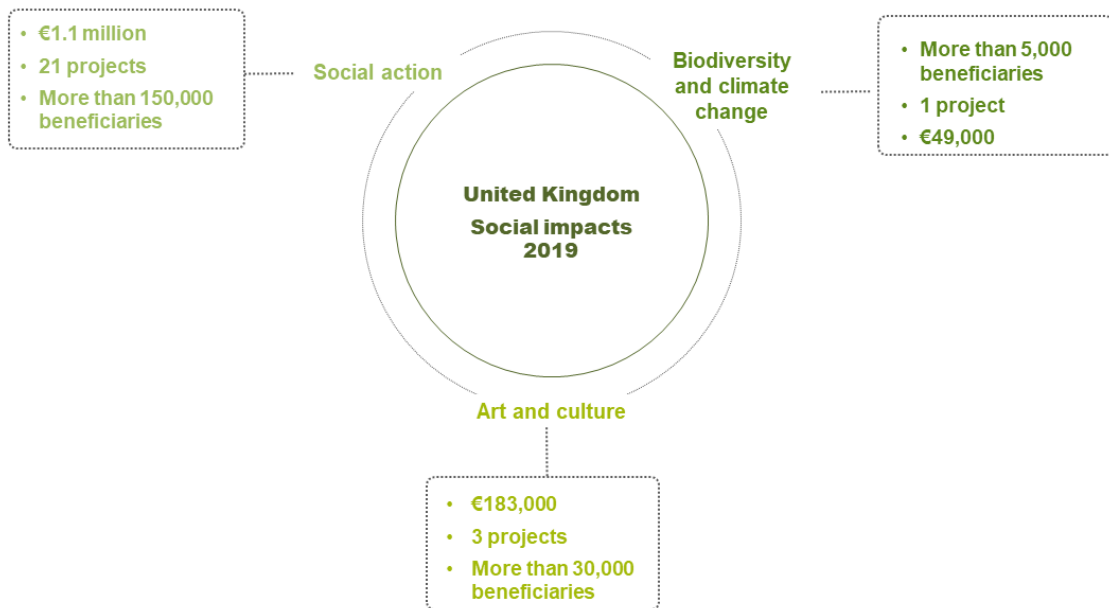 • €1.1 million
• 21 projects
• More than 150,000
beneficiaries
Social action
Biodiversity
and climate
change
• More than 5,000
beneficiaries
• 1 project
• €49,000
United Kingdom
Social impacts
2019
Art and culture
• €183,000
• 3 projects
• More than 30,000
beneficiaries